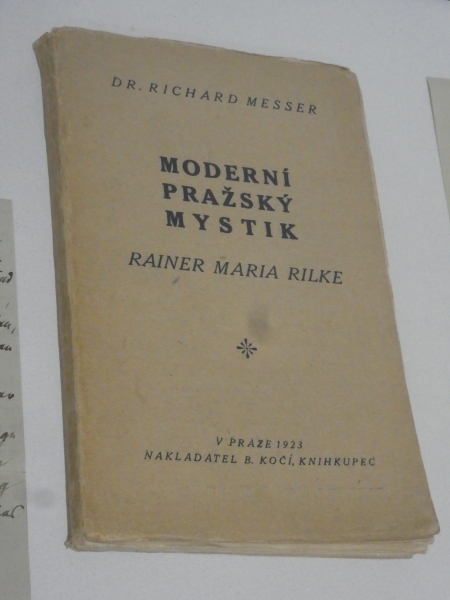 DR. RICHARD MESSER
MODERNÍ
PRAŽSKÝ
MYSTIK
RAINER MARIA RILKE
V PRAZE 1923
NAKLADATEL B. KOČÍ, KNIHKUPEC